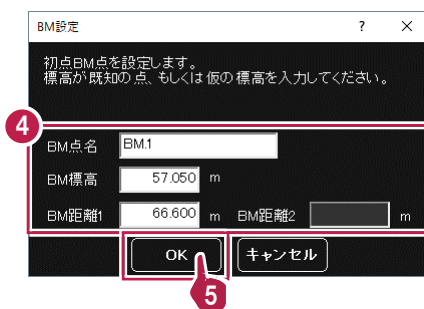 BM設定 ? ×
初点BM点を設定します。
標高が既知の点、もしくは仮の標高を入力してください。
4
BM点名 BM.1
BM標高 57.050 m
BM距離1 66.600 m BM距離2 m
OK キャンセル
5